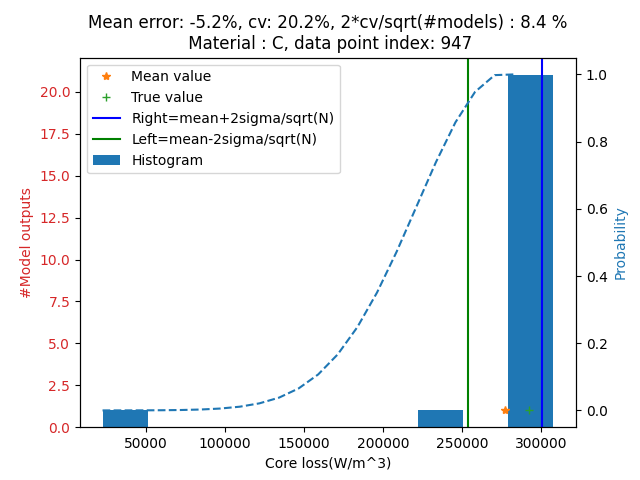 Mean error: -5.2%, cv: 20.2%, 2*cv/sqrt(#models) : 8.4 %
Material : C, data point index: 947
Mean value
True value
Right=mean+2sigma/sqrt(N)
Left=mean-2sigma/sqrt(N)
Histogram
#Model outputs
20.0
17.5
15.0
12.5
10.0
7.5
5.0
2.5
0.0
1.0
0.8
0.6
0.4
0.2
0.0
Probability
50000 100000 150000 200000 250000 300000
Core loss(W/m^3)